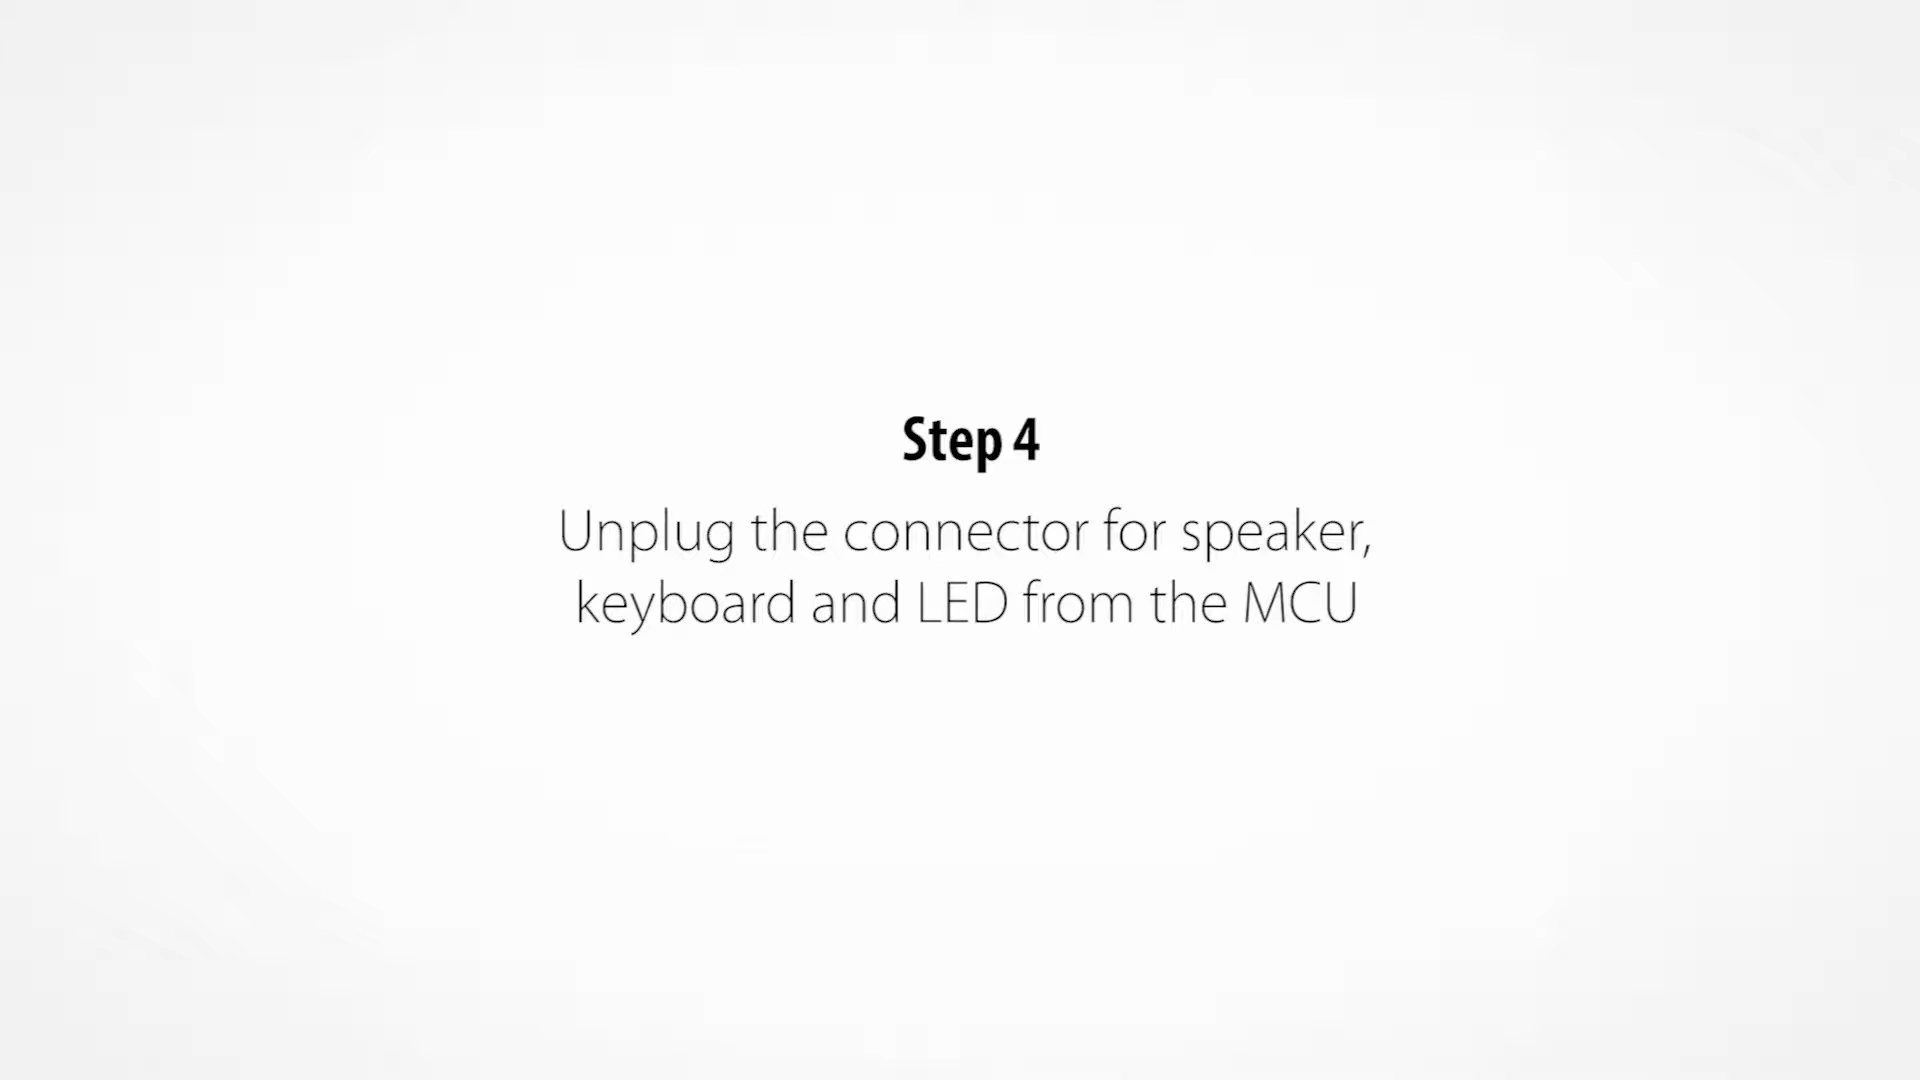 Step 4
Unplug the connector for speaker,
keyboard and LED from the MCU